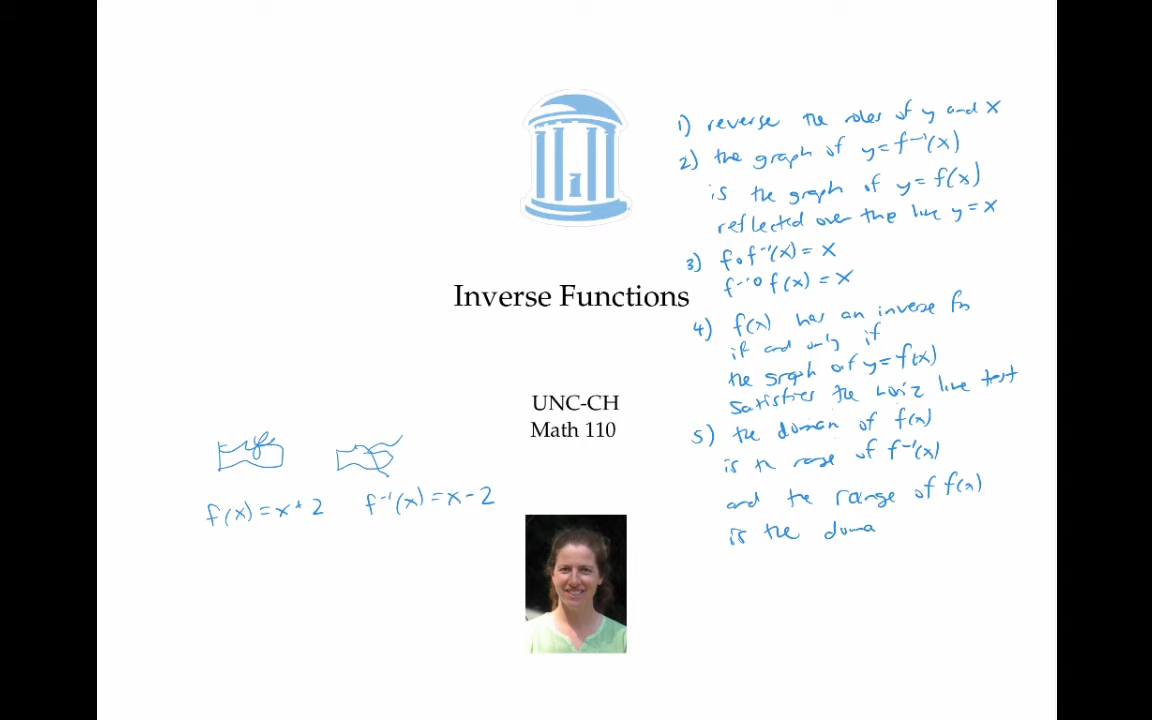 Inverse Functions
UNC-CH
Math 110
f(x) = x + 2
f⁻¹(x) = x - 2
1) reverse the roles of y and x
2) the graph of y = f⁻¹(x)
is the graph of y = f(x)
reflected over the line y = x
3) f∘f⁻¹(x) = x
f⁻¹∘f(x) = x
4) f(x) has an inverse fn
if and only if
the graph of y = f(x)
satisfies the horiz line test
5) the domain of f(x)
is the range of f⁻¹(x)
and the range of f(x)
is the doma